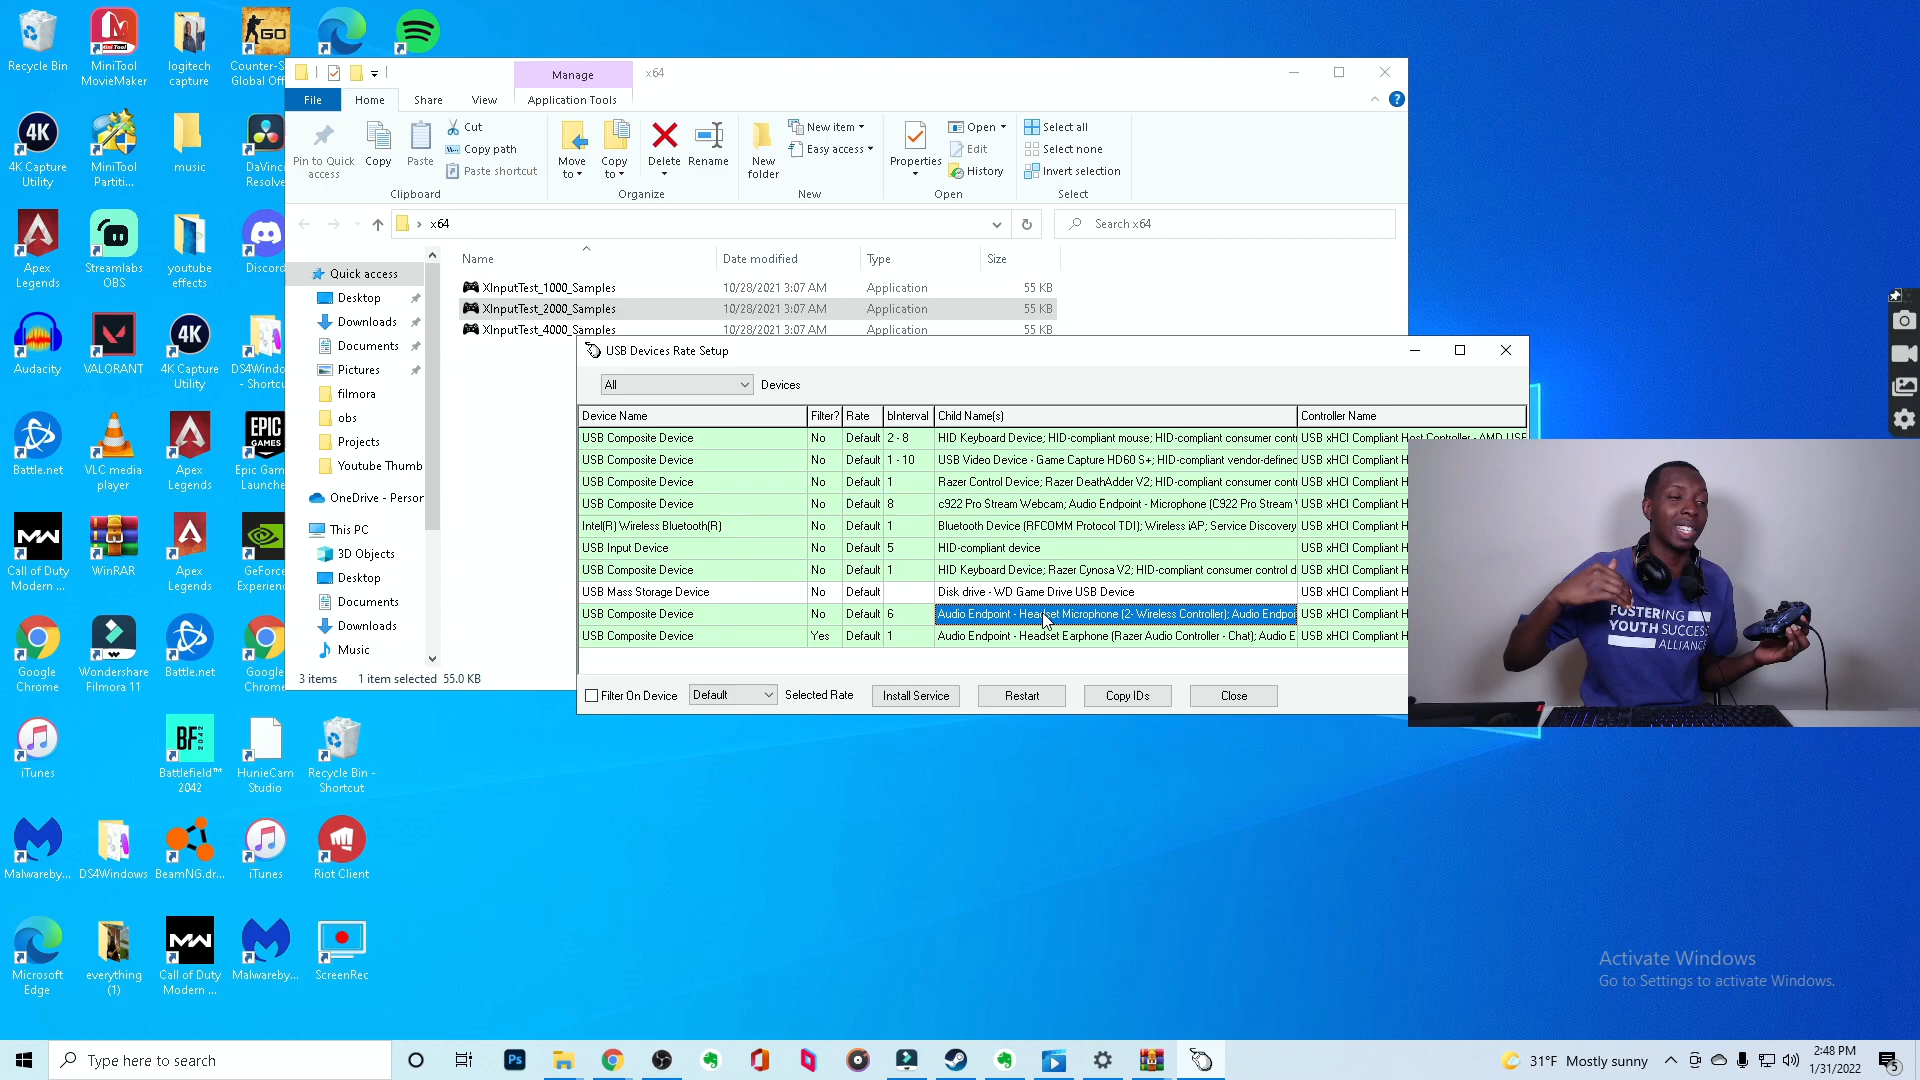 Recycle Bin
MiniTool MovieMaker
logitech capture
Counter-S
Global Off
4K Capture Utility
MiniTool Partiti...
music
DaVinci Resolve
Apex Legends
Streamlabs OBS
youtube effects
Discord
Audacity
VALORANT
4K Capture Utility
DS4Windo
- Shortcu
Battle.net
VLC media player
Apex Legends
EPIC GAMES
Epic Gam
Launche
Call of Duty Modern ...
WinRAR
Apex Legends
GeForce
Experienc
Google Chrome
Wondershare Filmora 11
Battle.net
Google
Chrome
iTunes
Battlefield™ 2042
HunieCam Studio
Recycle Bin - Shortcut
Malwareby...
DS4Windows
BeamNG.dr...
iTunes
Riot Client
Microsoft Edge
everything (1)
Call of Duty Modern ...
Malwareby...
ScreenRec
Manage
x64
File
Home
Share
View
Application Tools
Pin to Quick access
Copy
Paste
Cut
Copy path
Paste shortcut
Clipboard
Move to
Copy to
Delete
Rename
Organize
New folder
New item
Easy access
New
Properties
Open
Edit
History
Open
Select all
Select none
Invert selection
Select
x64
Search x64
Name
Date modified
Type
Size
XInputTest_1000_Samples 10/28/2021 3:07 AM Application 55 KB
XInputTest_2000_Samples 10/28/2021 3:07 AM Application 55 KB
XInputTest_4000_Samples 10/28/2021 3:07 AM Application 55 KB
Quick access
Desktop
Downloads
Documents
Pictures
filmora
obs
Projects
Youtube Thumb
OneDrive - Person
This PC
3D Objects
Desktop
Documents
Downloads
Music
3 items 1 item selected 55.0 KB
USB Devices Rate Setup
All
Devices
Device Name Filter? Rate bInterval Child Name(s) Controller Name
USB Composite Device No Default 2 - 8 HID Keyboard Device; HID-compliant mouse; HID-compliant consumer conti USB xHCI Compliant Host Controller - AMD USB
USB Composite Device No Default 1 - 10 USB Video Device - Game Capture HD60 S+; HID-compliant vendor-definec USB xHCI Compliant H
USB Composite Device No Default 1 Razer Control Device; Razer DeathAdder V2; HID-compliant consumer cont USB xHCI Compliant H
USB Composite Device No Default 8 c922 Pro Stream Webcam; Audio Endpoint - Microphone (C922 Pro Stream USB xHCI Compliant H
Intel(R) Wireless Bluetooth(R) No Default 1 Bluetooth Device (RFCOMM Protocol TDI); Wireless iAP; Service Discovery USB xHCI Compliant H
USB Input Device No Default 5 HID-compliant device USB xHCI Compliant H
USB Composite Device No Default 1 HID Keyboard Device; Razer Cynosa V2; HID-compliant consumer control d USB xHCI Compliant H
USB Mass Storage Device No Default Disk drive - WD Game Drive USB Device USB xHCI Compliant H
USB Composite Device No Default 6 Audio Endpoint - Headset Microphone (2- Wireless Controller); Audio Endpoi USB xHCI Compliant H
USB Composite Device Yes Default 1 Audio Endpoint - Headset Earphone (Razer Audio Controller - Chat); Audio E USB xHCI Compliant H
Filter On Device
Default
Selected Rate
Install Service
Restart
Copy IDs
Close
FOSTERING
YOUTH SUCCESS
ALLIANCE
Activate Windows
Go to Settings to activate Windows.
Type here to search
31°F Mostly sunny
2:48 PM
1/31/2022
5